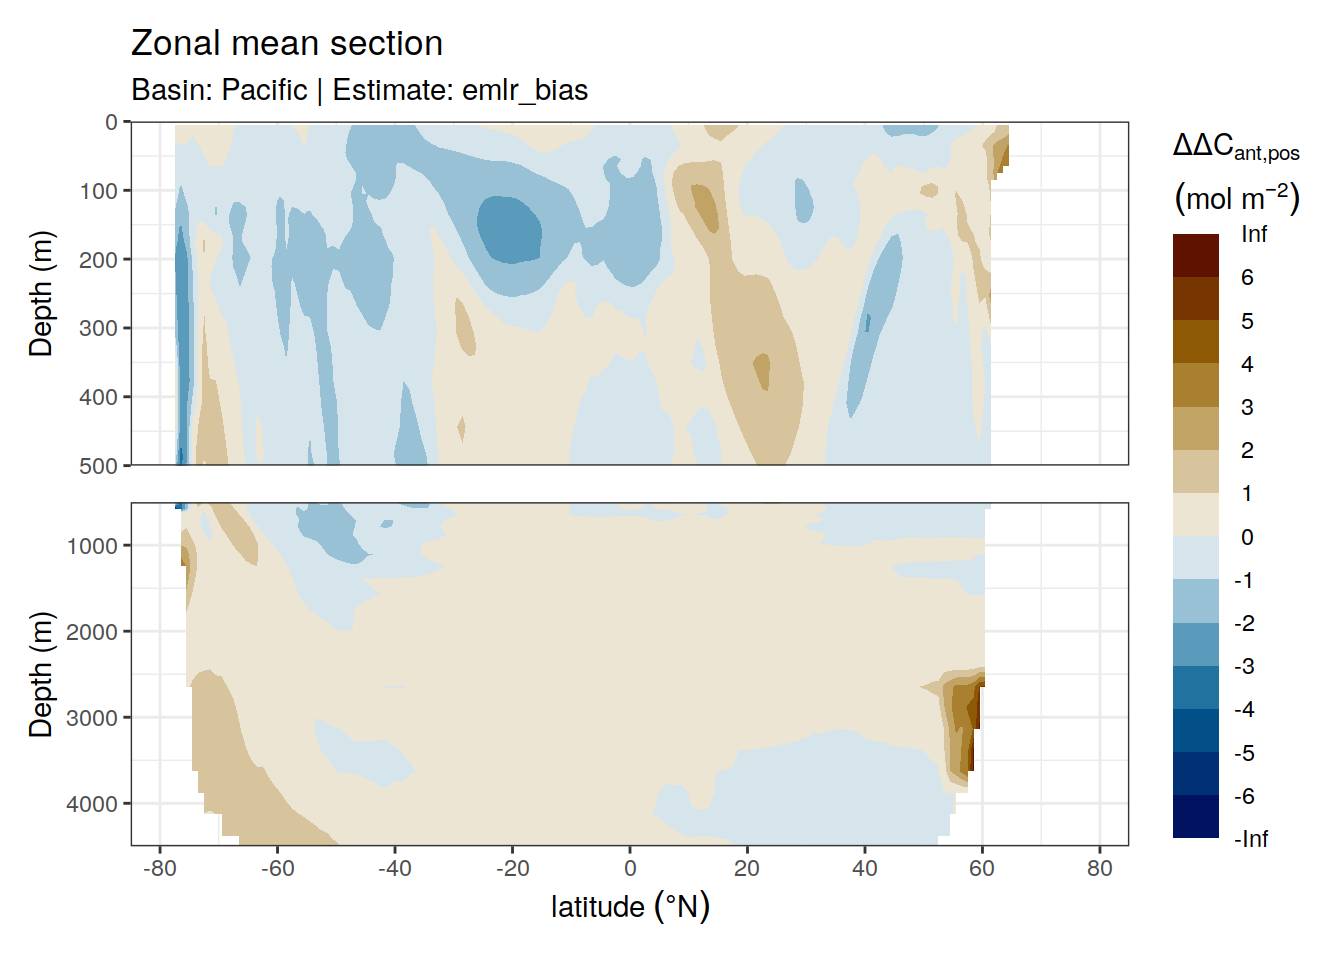 Zonal mean section
Basin: Pacific | Estimate: emlr_bias
0
100
200
300
400
500
Depth (m)
1000
2000
3000
4000
Depth (m)
-80 -60 -40 -20 0 20 40 60 80
latitude (°N)
ΔΔC_ant,pos
(mol m⁻²)
Inf
6
5
4
3
2
1
0
-1
-2
-3
-4
-5
-6
-Inf